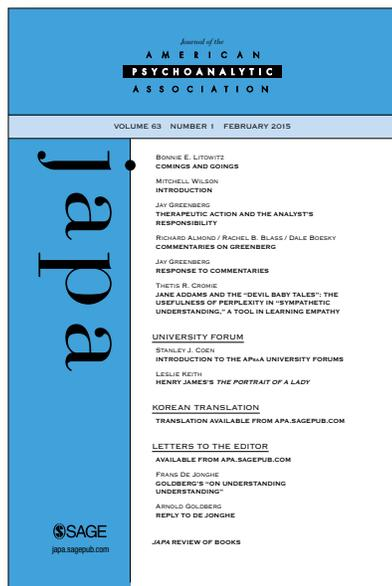 Journal of the
AMERICAN
PSYCHOANALYTIC
ASSOCIATION
VOLUME 63 NUMBER 1 FEBRUARY 2015
japa
BONNIE E. LITOWITZ
COMINGS AND GOINGS
MITCHELL WILSON
INTRODUCTION
JAY GREENBERG
THERAPEUTIC ACTION AND THE ANALYST'S
RESPONSIBILITY
RICHARD ALMOND / RACHEL B. BLASS / DALE BOESKY
COMMENTARIES ON GREENBERG
JAY GREENBERG
RESPONSE TO COMMENTARIES
THETIS R. CROMIE
JANE ADDAMS AND THE “DEVIL BABY TALES”: THE
USEFULNESS OF PERPLEXITY IN “SYMPATHETIC
UNDERSTANDING,” A TOOL IN LEARNING EMPATHY
UNIVERSITY FORUM
STANLEY J. COEN
INTRODUCTION TO THE APsaA UNIVERSITY FORUMS
LESLIE KEITH
HENRY JAMES'S THE PORTRAIT OF A LADY
KOREAN TRANSLATION
TRANSLATION AVAILABLE FROM APA.SAGEPUB.COM
LETTERS TO THE EDITOR
AVAILABLE FROM APA.SAGEPUB.COM
FRANS DE JONGHE
GOLDBERG'S “ON UNDERSTANDING
UNDERSTANDING”
ARNOLD GOLDBERG
REPLY TO DE JONGHE
JAPA REVIEW OF BOOKS
SAGE
japa.sagepub.com